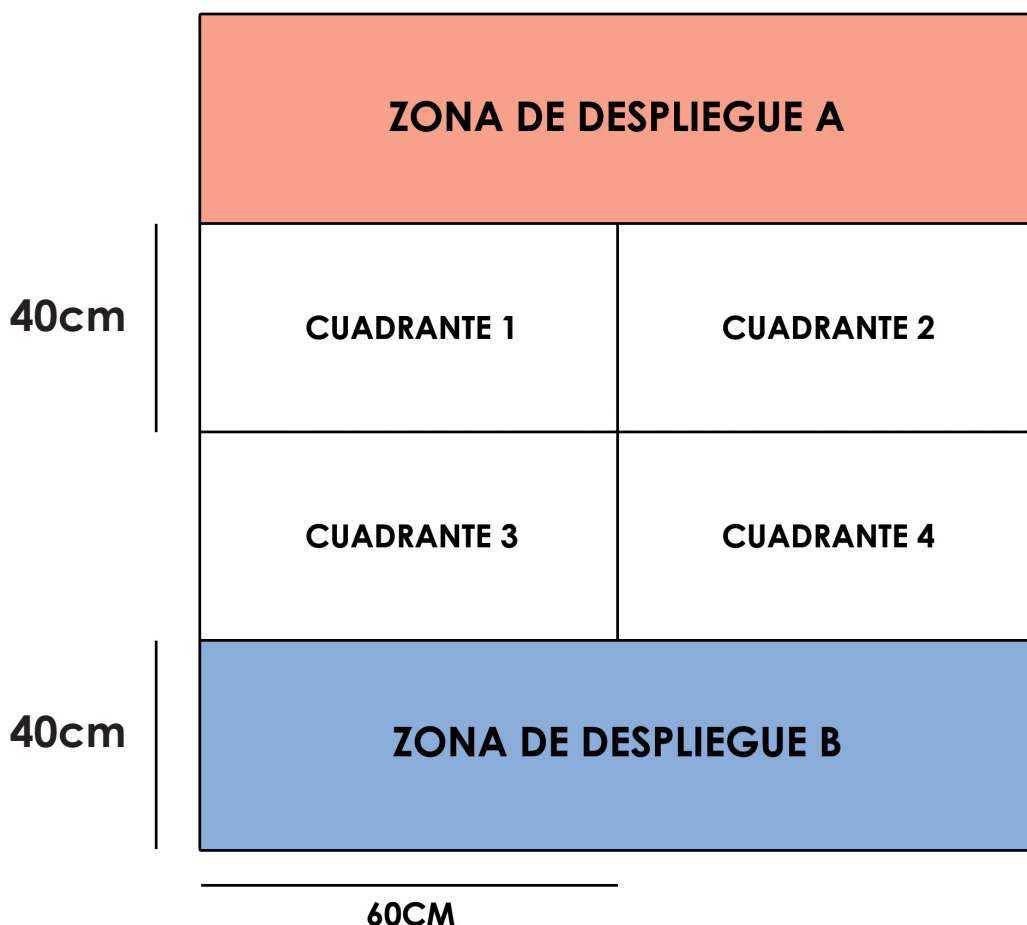 ZONA DE DESPLIEGUE A
40cm
CUADRANTE 1
CUADRANTE 2
CUADRANTE 3
CUADRANTE 4
40cm
ZONA DE DESPLIEGUE B
60CM